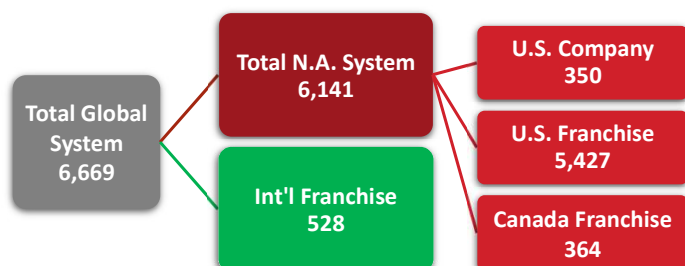 Total Global
System
6,669
Total N.A. System
6,141
Int'l Franchise
528
U.S. Company
350
U.S. Franchise
5,427
Canada Franchise
364